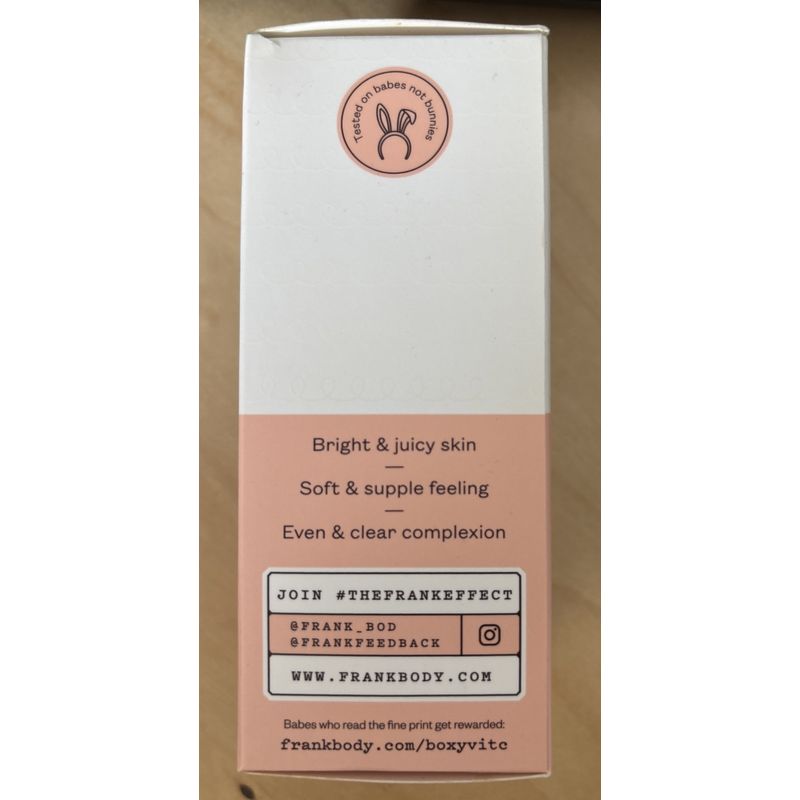 Tested on babes not bunnies
Bright & juicy skin
Soft & supple feeling
Even & clear complexion
JOIN #THEFRANKEFFECT
@FRANK_BOD
@FRANKFEEDBACK
WWW.FRANKBODY.COM
Babes who read the fine print get rewarded:
frankbody.com/boxyvitc